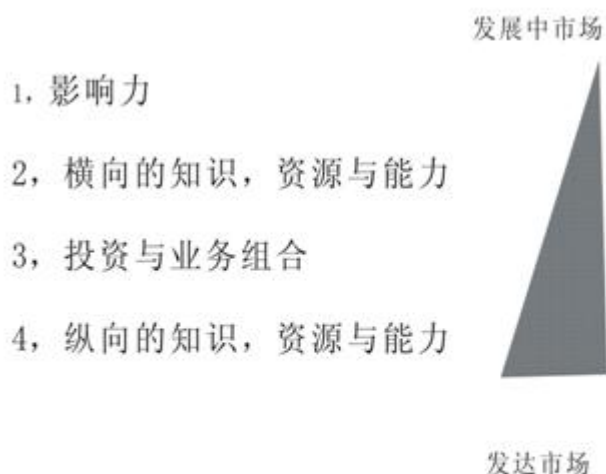 发展中市场
1，影响力
2，横向的知识，资源与能力
3，投资与业务组合
4，纵向的知识，资源与能力
发达市场